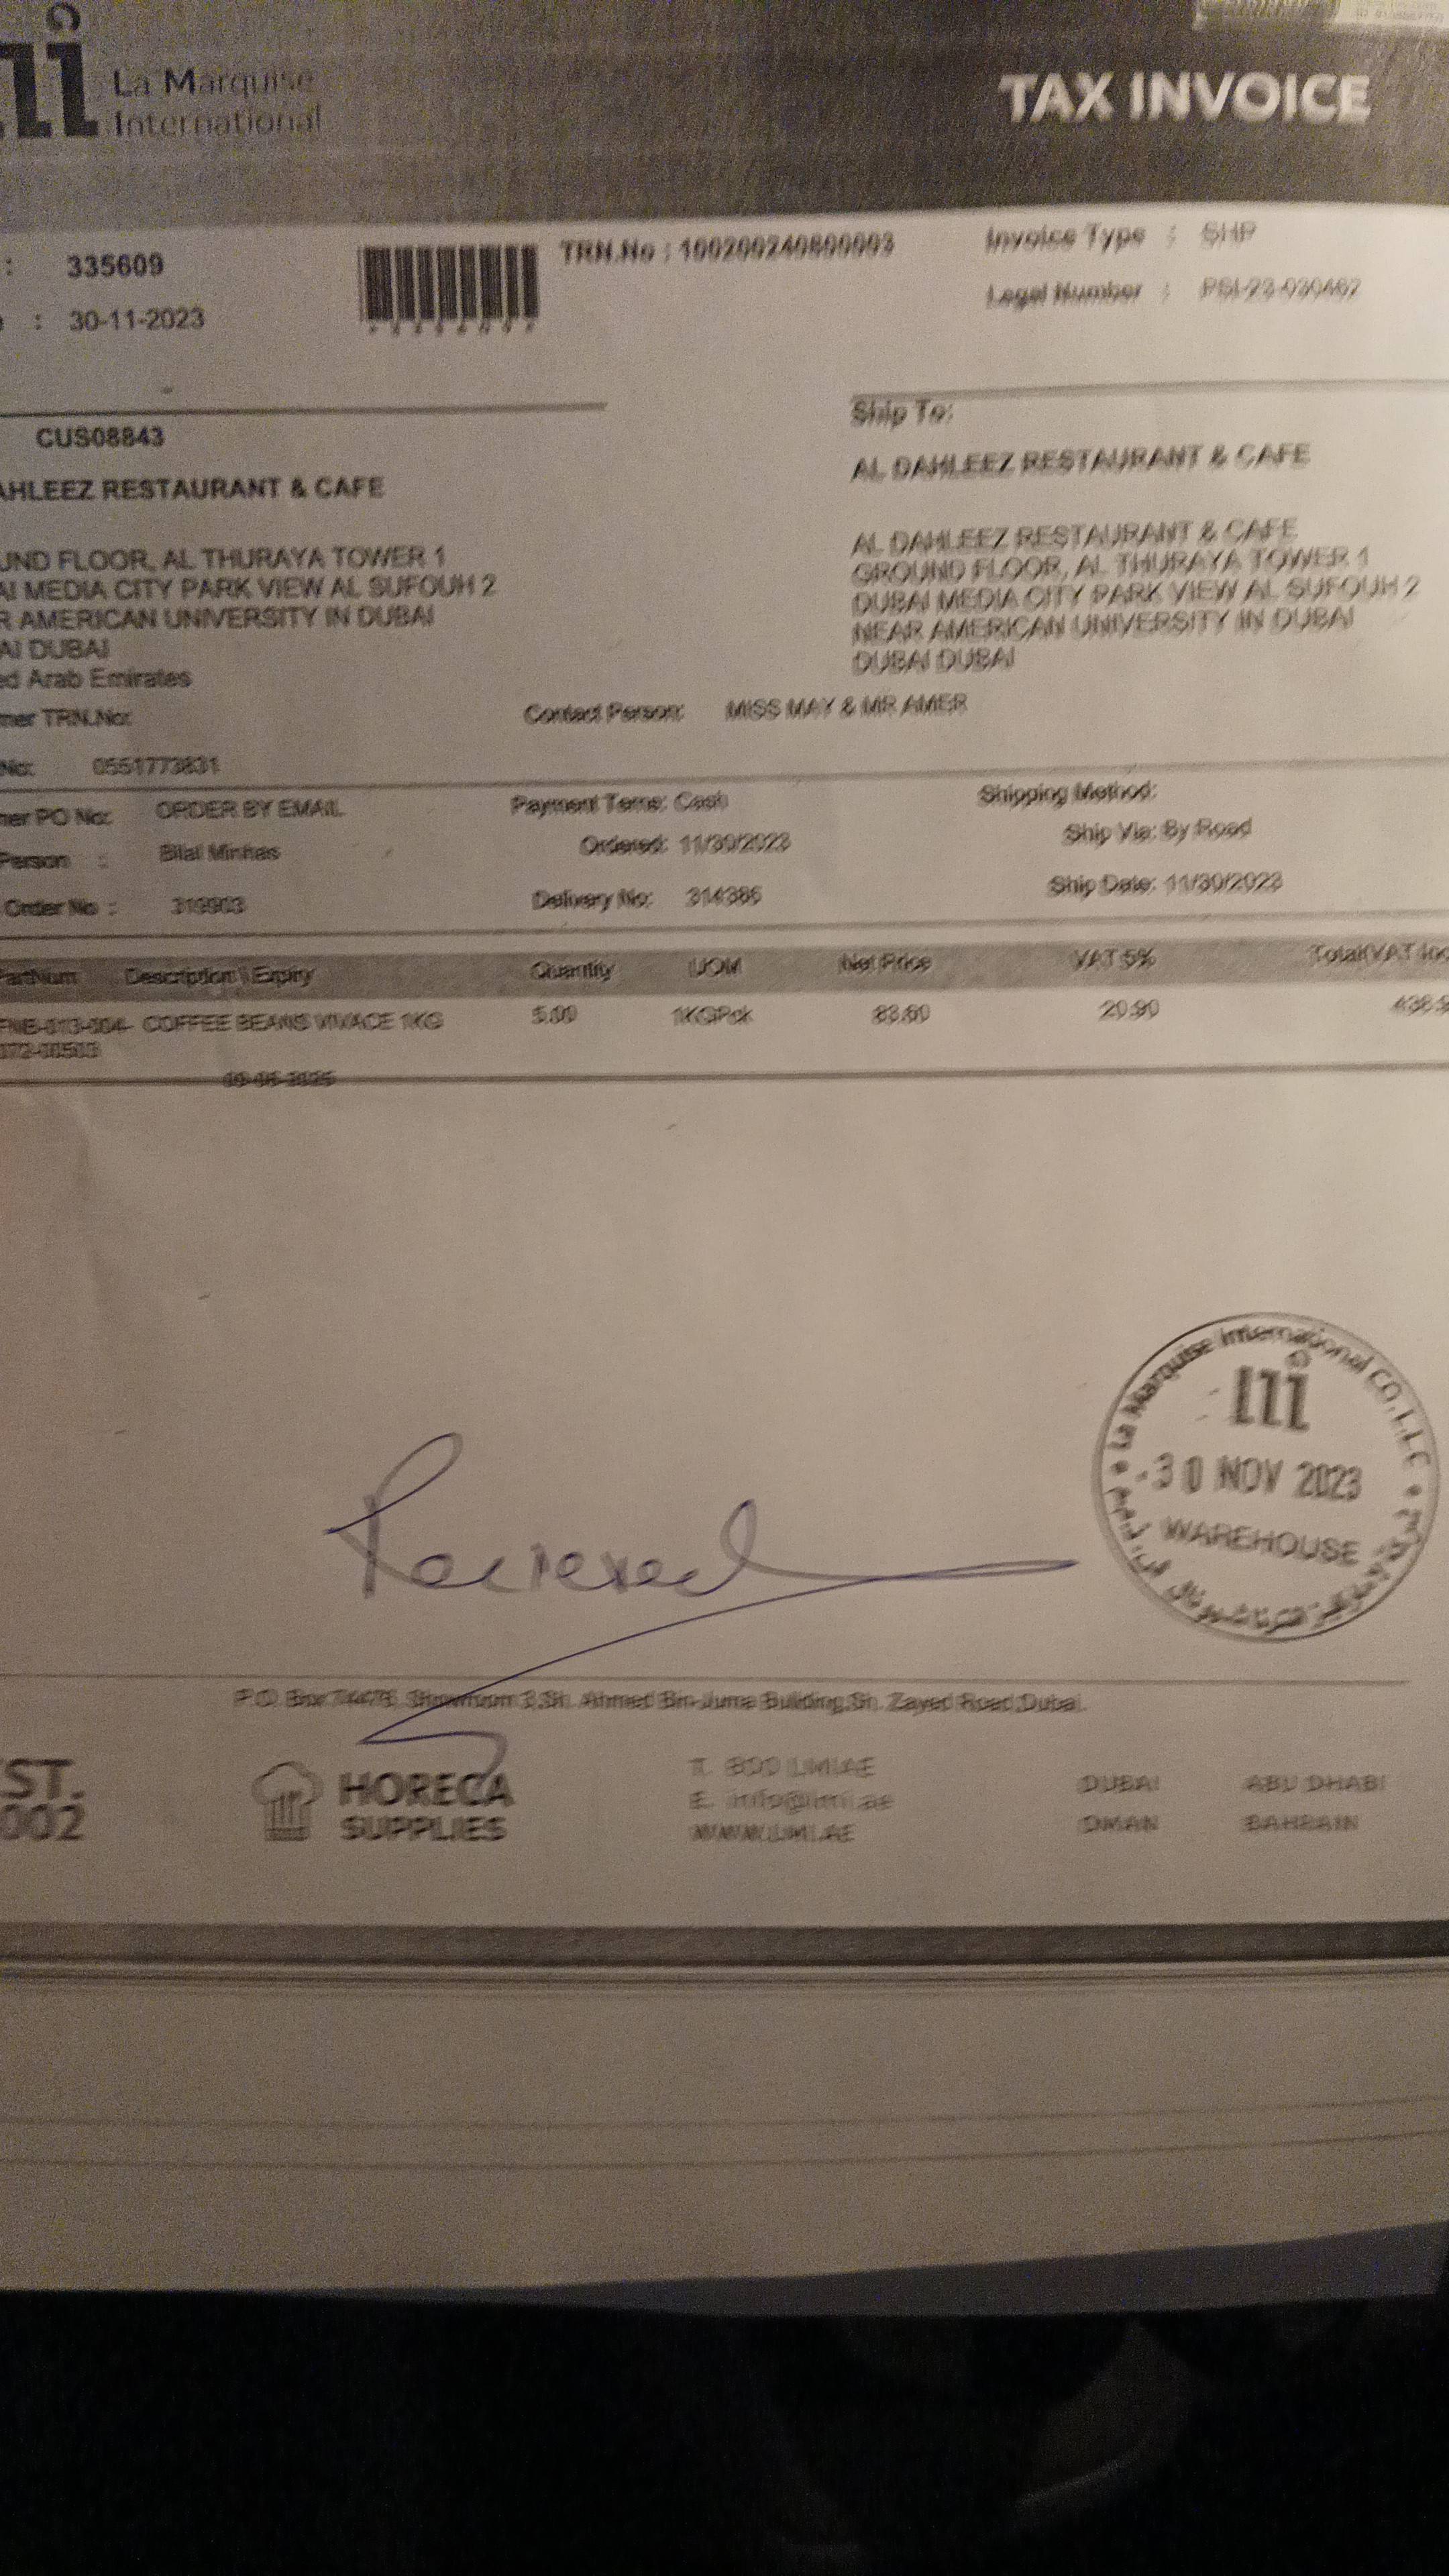 La Marquise
International
TAX INVOICE
: 335609
TRN.No : 100200240800003
Invoice Type : SHP
: 30-11-2023
Legal Number : PSI-23-030462
CUS08843
Ship To:
AHLEEZ RESTAURANT & CAFE
AL DAHLEEZ RESTAURANT & CAFE
UND FLOOR, AL THURAYA TOWER 1
AI MEDIA CITY PARK VIEW AL SUFOUH 2
R AMERICAN UNIVERSITY IN DUBAI
AI DUBAI
ed Arab Emirates
AL DAHLEEZ RESTAURANT & CAFE
GROUND FLOOR, AL THURAYA TOWER 1
DUBAI MEDIA CITY PARK VIEW AL SUFOUH 2
NEAR AMERICAN UNIVERSITY IN DUBAI
DUBAI DUBAI
mer TRN.No:
Contact Person: MISS MAY & MR AMER
No: 0551773831
mer PO No: ORDER BY EMAIL
Payment Terms: Cash
Shipping Method:
Person : Bilal Minhas
Ordered: 11/30/2023
Ship Via: By Road
Order No : 319903
Delivery No: 314386
Ship Date: 11/30/2023
PartNum Description \ Expiry Quantity UOM Net Price VAT 5% Total(VAT Inc
FNB-013-004- COFFEE BEANS VIVACE 1KG 5.00 1KGPck 83.60 20.90 438.9
072-00503
La Marquise International CO.L.L.C
30 NOV 2023
WAREHOUSE
Received
P.O. Box 74476 Showroom 3,Sh. Ahmed Bin Juma Building,Sh. Zayed Road,Dubai.
ST.
002
HORECA
SUPPLIES
T. 800 LMI.AE
E. info@lmi.ae
WWW.LMI.AE
DUBAI ABU DHABI
OMAN BAHRAIN